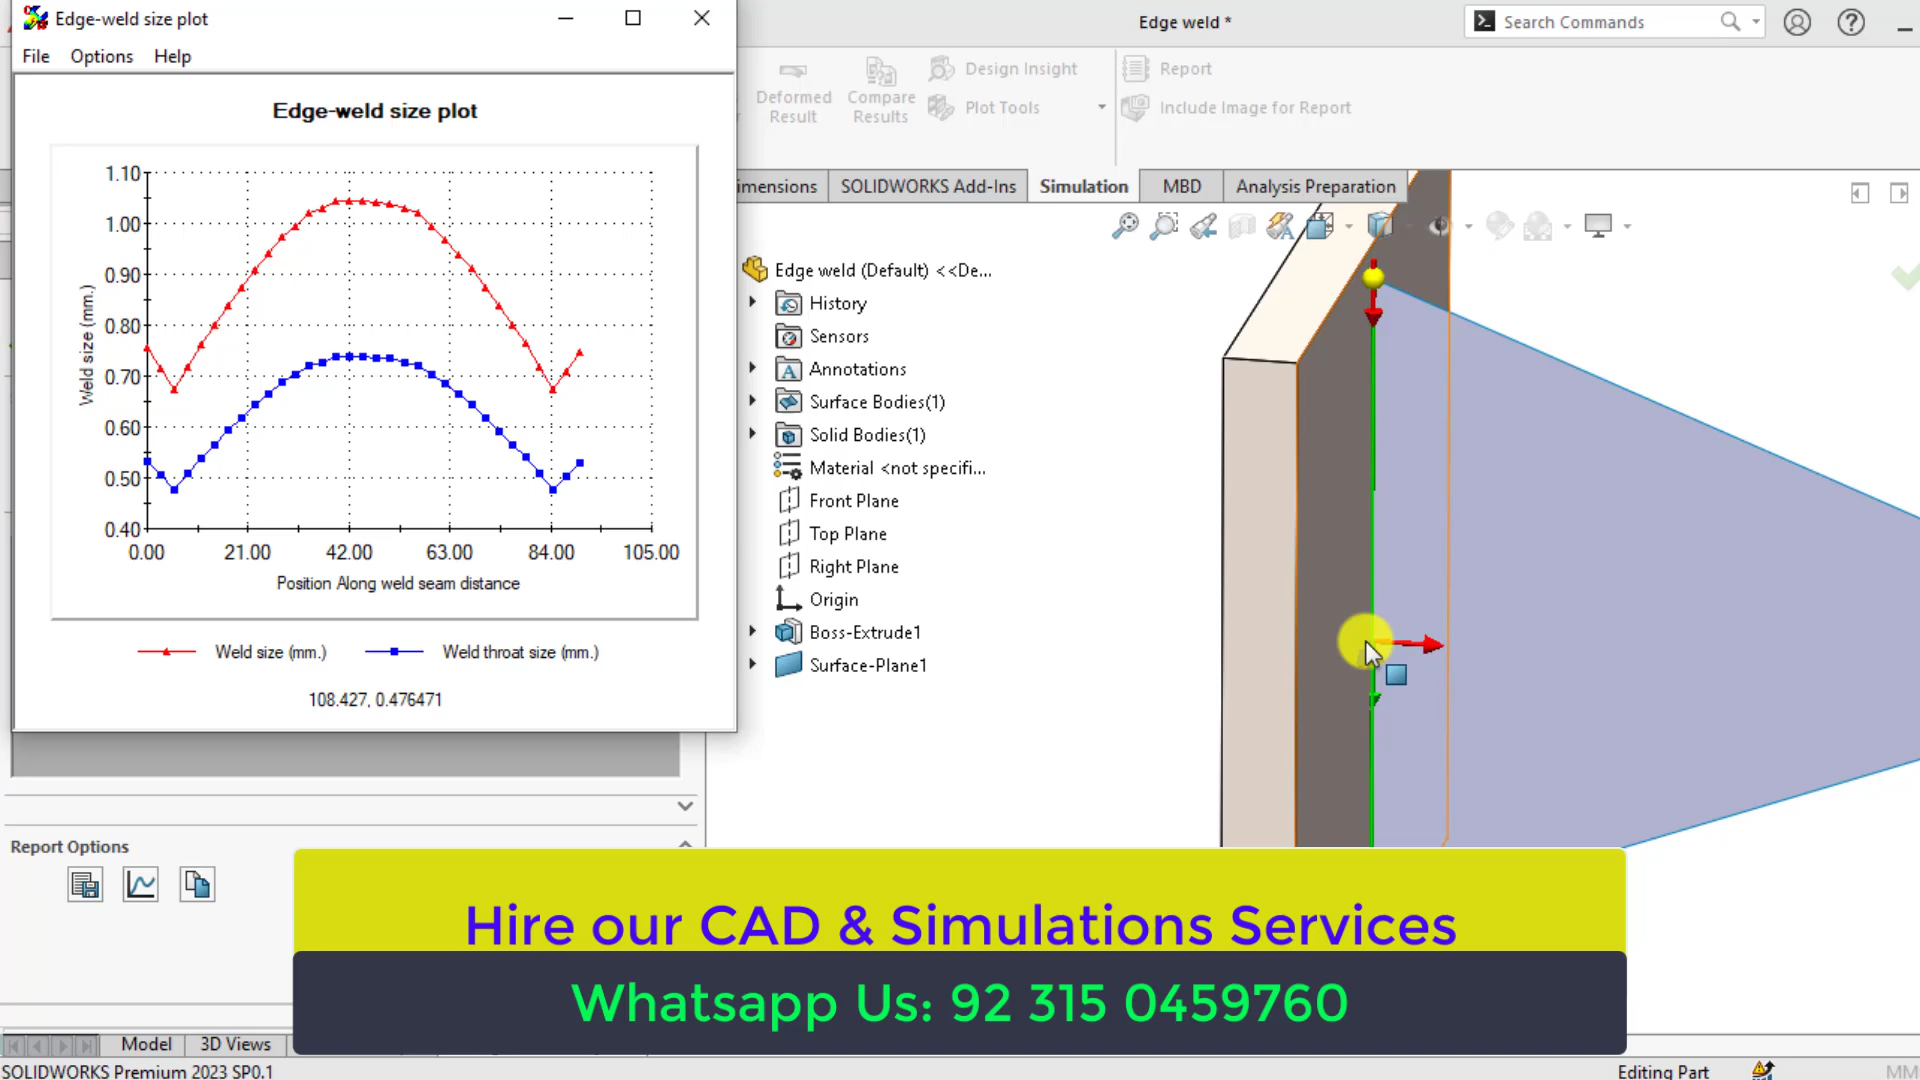 Edge-weld size plot
File Options Help
Edge-weld size plot
1.10
1.00
0.90
0.80
0.70
0.60
0.50
0.40
Weld size (mm.)
0.00 21.00 42.00 63.00 84.00 105.00
Position Along weld seam distance
Weld size (mm.) Weld throat size (mm.)
108.427, 0.476471
Report Options
Edge weld *
Search Commands
Deformed Result
Compare Results
Design Insight
Plot Tools
Report
Include Image for Report
imensions SOLIDWORKS Add-Ins Simulation MBD Analysis Preparation
Edge weld (Default) <<De...
History
Sensors
A Annotations
Surface Bodies(1)
Solid Bodies(1)
Material <not specifi...
Front Plane
Top Plane
Right Plane
Origin
Boss-Extrude1
Surface-Plane1
Hire our CAD & Simulations Services
Whatsapp Us: 92 315 0459760
Model 3D Views
SOLIDWORKS Premium 2023 SP0.1
Editing Part
MM